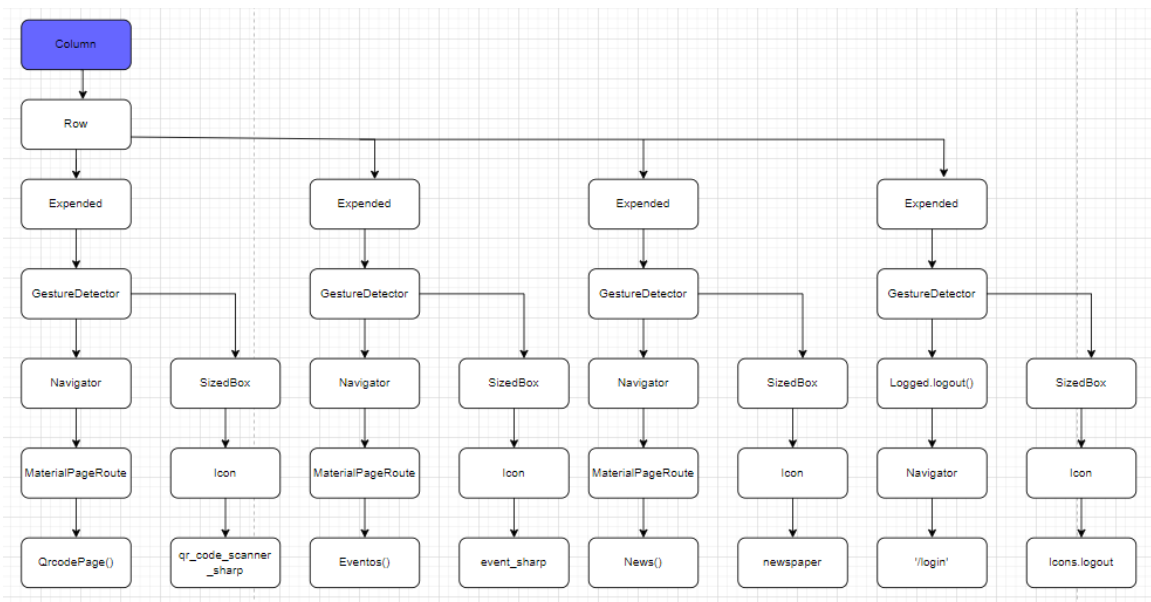 Column
Row
Expended
Expended
Expended
Expended
GestureDetector
GestureDetector
GestureDetector
GestureDetector
Navigator
SizedBox
Navigator
SizedBox
Navigator
SizedBox
Logged.logout()
SizedBox
MaterialPageRoute
Icon
MaterialPageRoute
Icon
MaterialPageRoute
Icon
Navigator
Icon
QrcodePage()
qr_code_scanner
_sharp
Eventos()
event_sharp
News()
newspaper
'/login'
Icons.logout